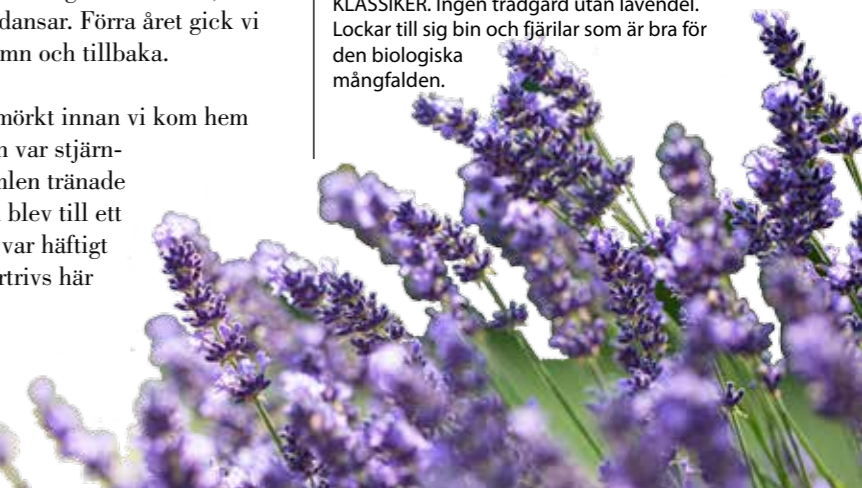 dansar. Förra året gick vi
mn och tillbaka.
mörkt innan vi kom hem
n var stjärn-
nlen tränade
blev till ett
var häftigt
rtrivs här
KLASSIKER. Ingen trädgård utan lavendel.
Lockar till sig bin och fjärilar som är bra för
den biologiska
mångfalden.